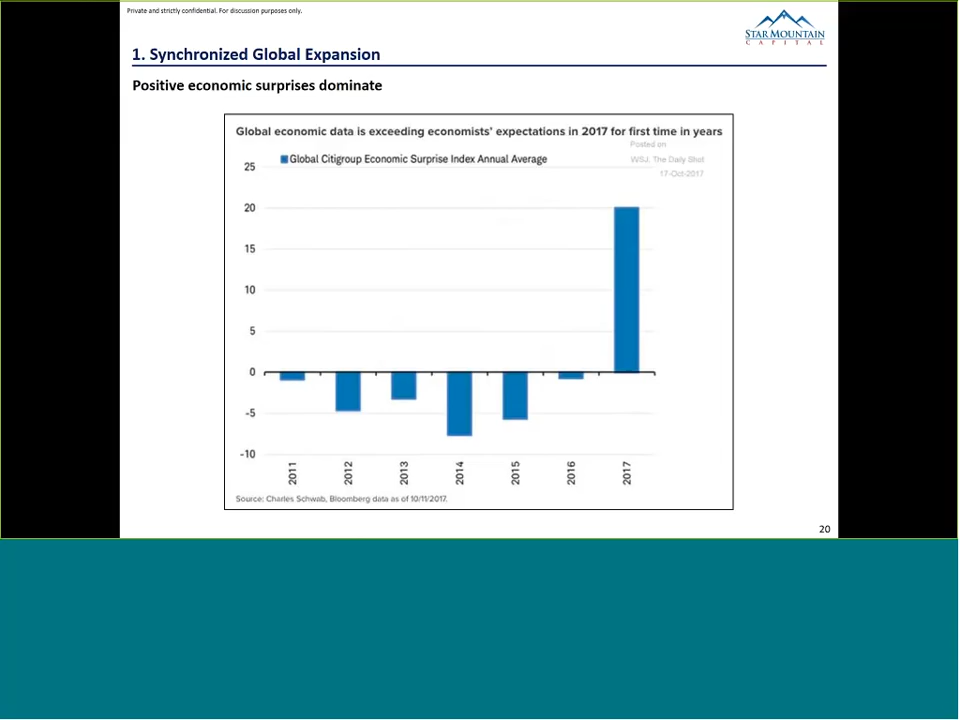 Private and strictly confidential. For discussion purposes only.
STAR MOUNTAIN
CAPITAL
1. Synchronized Global Expansion
Positive economic surprises dominate
Global economic data is exceeding economists' expectations in 2017 for first time in years
Posted on
WSJ, The Daily Shot
17-Oct-2017
Global Citigroup Economic Surprise Index Annual Average
25
20
15
10
5
0
-5
-10
2011 2012 2013 2014 2015 2016 2017
Source: Charles Schwab, Bloomberg data as of 10/11/2017.
20